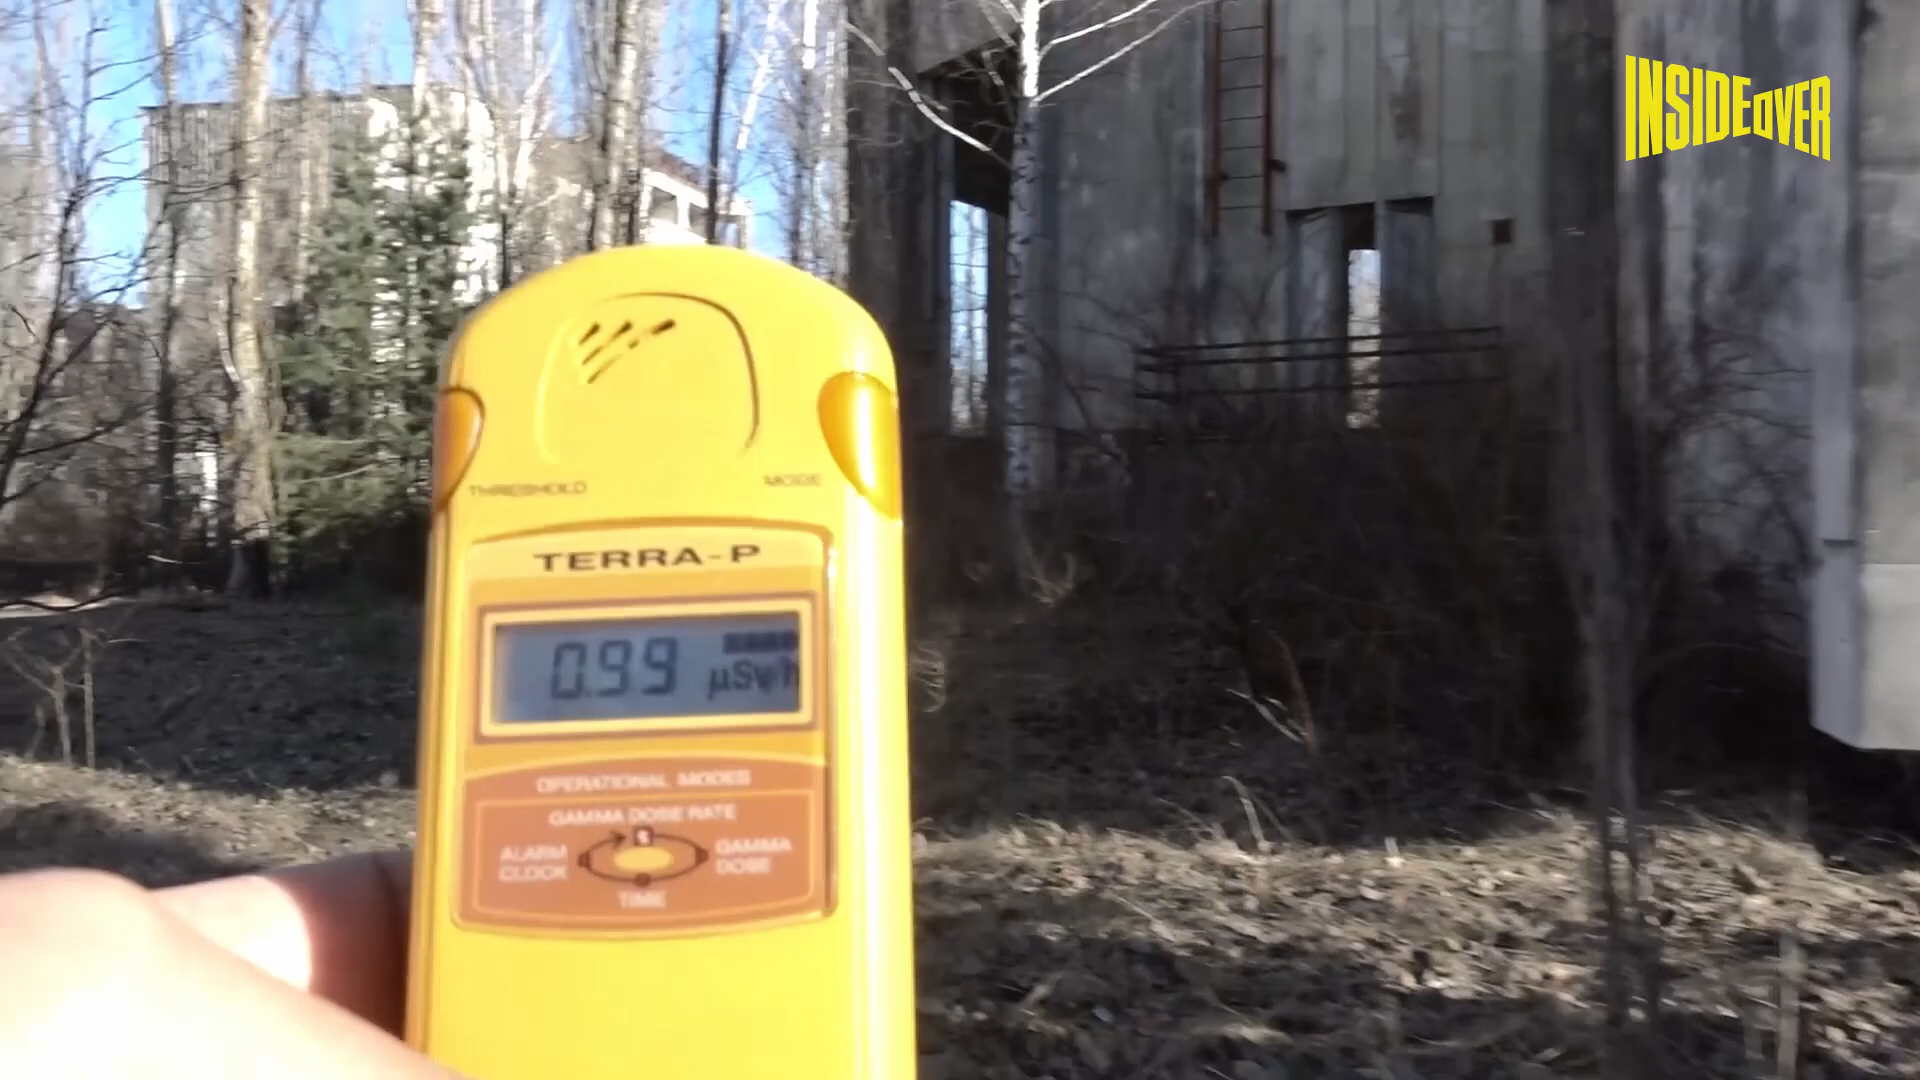 INSIDEOVER
THRESHOLD MODE
TERRA-P
0.99 µSv/h
OPERATIONAL MODES
GAMMA DOSE RATE
ALARM
CLOCK
GAMMA
DOSE
TIME